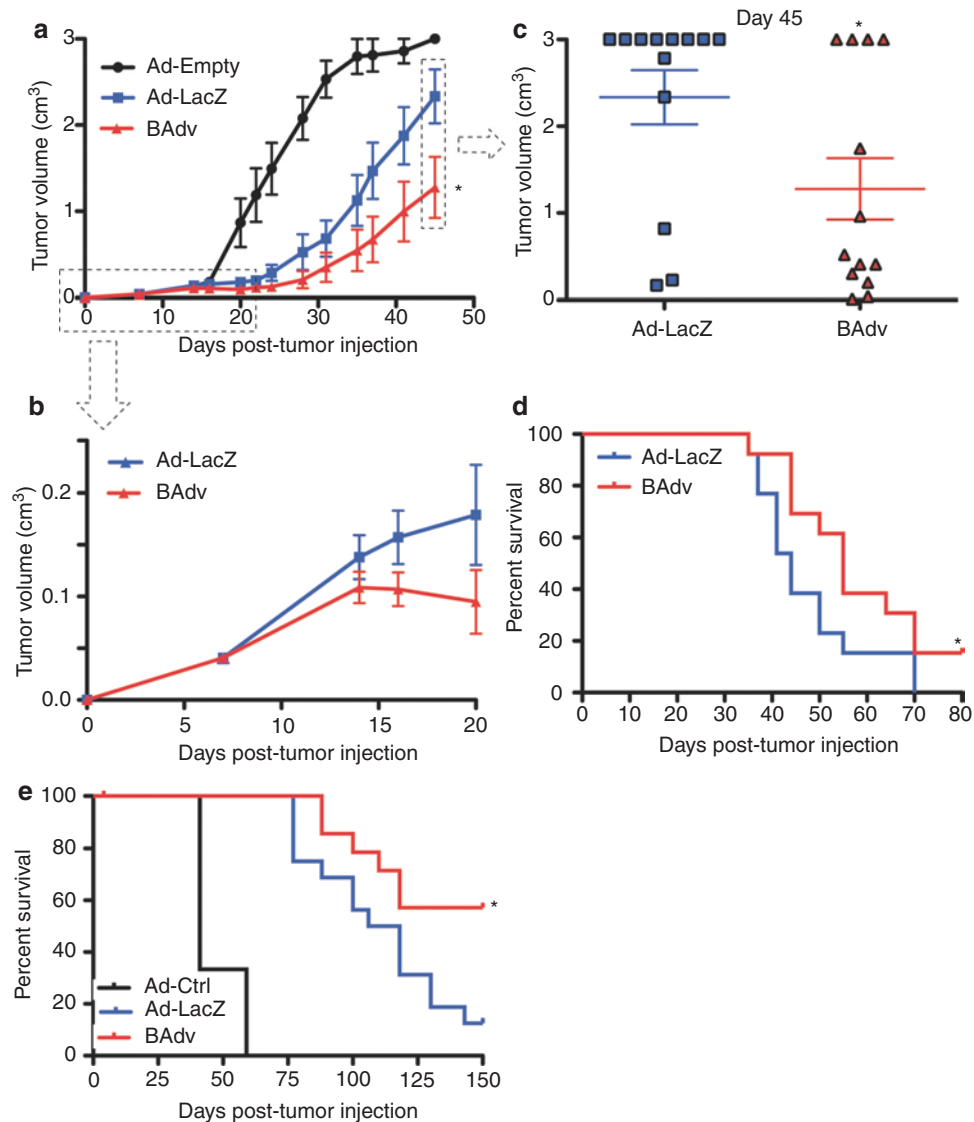 a
Tumor volume (cm³)
3
2
1
0
Ad-Empty
Ad-LacZ
BAdv
*
0 10 20 30 40 50
Days post-tumor injection
c
Day 45
Tumor volume (cm³)
3
2
1
0
*
Ad-LacZ BAdv
b
Tumor volume (cm³)
0.2
0.1
0.0
Ad-LacZ
BAdv
0 5 10 15 20
Days post-tumor injection
d
Percent survival
100
80
60
40
20
0
Ad-LacZ
BAdv
*
0 10 20 30 40 50 60 70 80
Days post-tumor injection
e
Percent survival
100
80
60
40
20
0
Ad-Ctrl
Ad-LacZ
BAdv
*
0 25 50 75 100 125 150
Days post-tumor injection